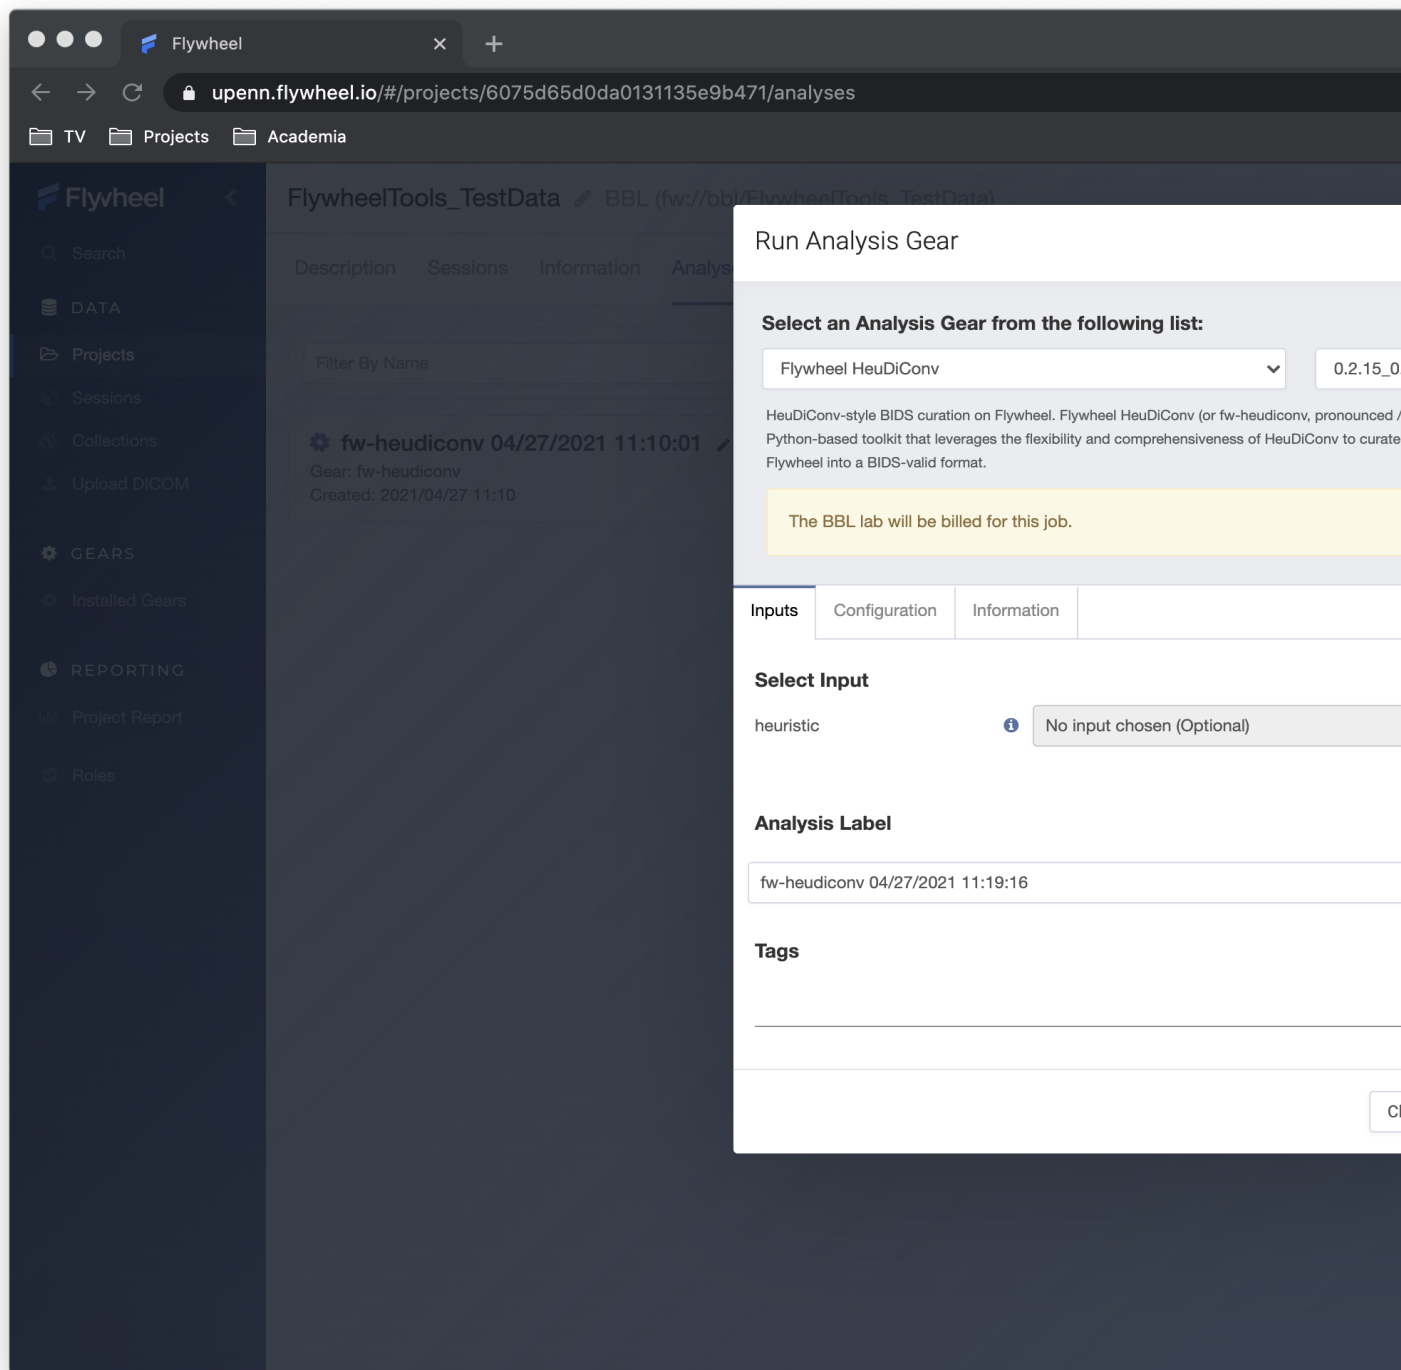 Flywheel
upenn.flywheel.io/#/projects/6075d65d0da0131135e9b471/analyses
TV Projects Academia
Flywheel
Search
DATA
Projects
Sessions
Collections
Upload DICOM
GEARS
Installed Gears
REPORTING
Project Report
Roles
FlywheelTools_TestData BBL (fw://bbl/FlywheelTools_TestData)
Description Sessions Information Analys
Filter By Name
fw-heudiconv 04/27/2021 11:10:01
Gear: fw-heudiconv
Created: 2021/04/27 11:10
Run Analysis Gear
Select an Analysis Gear from the following list:
Flywheel HeuDiConv 0.2.15_0.
HeuDiConv-style BIDS curation on Flywheel. Flywheel HeuDiConv (or fw-heudiconv, pronounced /
Python-based toolkit that leverages the flexibility and comprehensiveness of HeuDiConv to curate
Flywheel into a BIDS-valid format.
The BBL lab will be billed for this job.
Inputs Configuration Information
Select Input
heuristic No input chosen (Optional)
Analysis Label
fw-heudiconv 04/27/2021 11:19:16
Tags